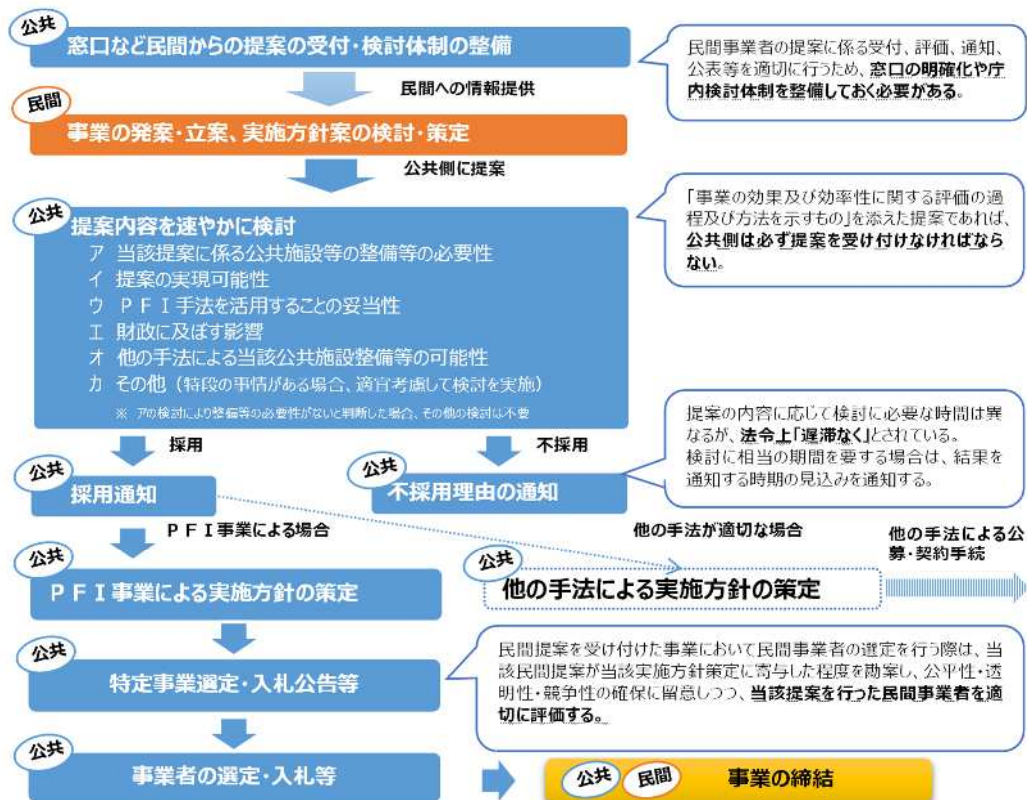 公共
窓口など民間からの提案の受付・検討体制の整備
民間事業者の提案に係る受付、評価、通知、
公表等を適切に行うため、窓口の明確化や庁
内検討体制を整備しておく必要がある。
民間への情報提供
民間
事業の発案・立案、実施方針案の検討・策定
公共側に提案
公共
提案内容を速やかに検討
ア 当該提案に係る公共施設等の整備等の必要性
イ 提案の実現可能性
ウ PFI手法を活用することの妥当性
エ 財政に及ぼす影響
オ 他の手法による当該公共施設整備等の可能性
カ その他(特段の事情がある場合、適宜考慮して検討を実施)
※ アの検討により整備等の必要性がないと判断した場合、その他の検討は不要
「事業の効果及び効率性に関する評価の過
程及び方法を示すもの」を添えた提案であれば、
公共側は必ず提案を受け付けなければなら
ない。
採用
不採用
提案の内容に応じて検討に必要な時間は異
なるが、法令上「遅滞なく」とされている。
検討に相当の期間を要する場合は、結果を
通知する時期の見込みを通知する。
公共
採用通知
公共
不採用理由の通知
PFI事業による場合
他の手法が適切な場合
他の手法による公
募・契約手続
公共
PFI事業による実施方針の策定
公共
他の手法による実施方針の策定
公共
特定事業選定・入札公告等
民間提案を受け付けた事業において民間事業者の選定を行う際は、当
該民間提案が当該実施方針策定に寄与した程度を勘案し、公平性・透
明性・競争性の確保に留意しつつ、当該提案を行った民間事業者を適
切に評価する。
公共
事業者の選定・入札等
公共 民間 事業の締結